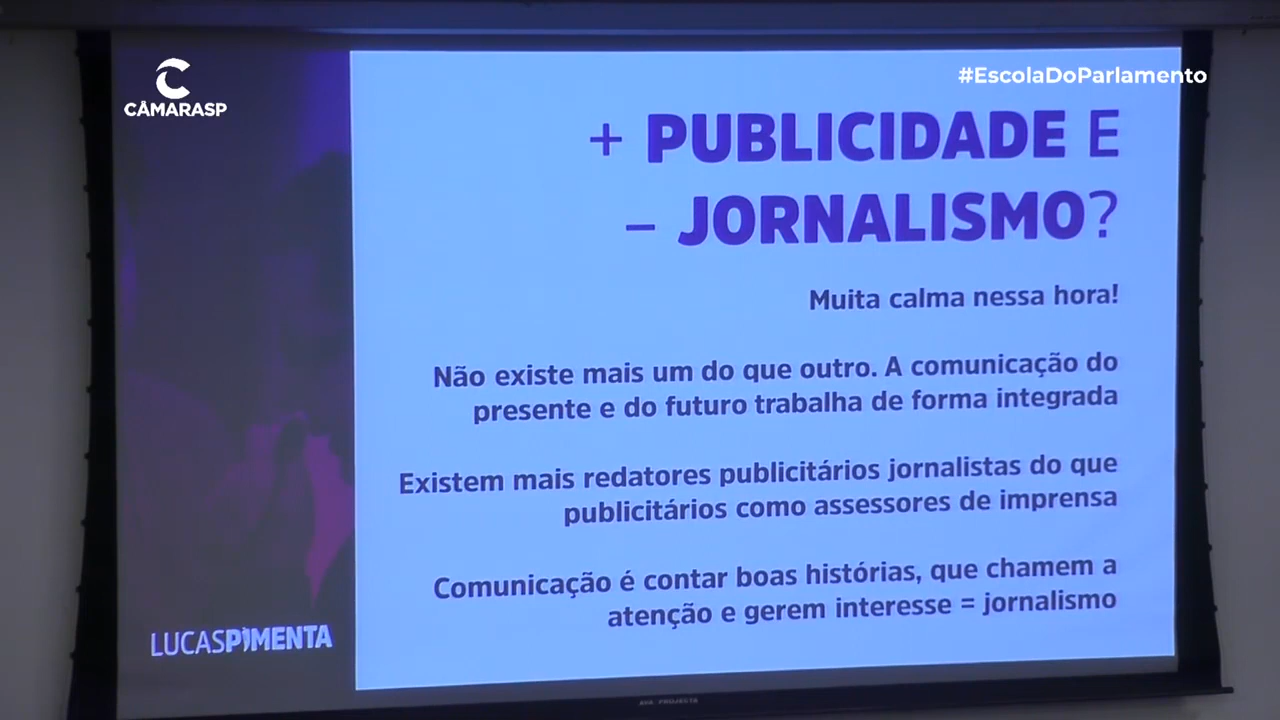 CÂMARASP
#EscolaDoParlamento
+ PUBLICIDADE E
– JORNALISMO?
Muita calma nessa hora!
Não existe mais um do que outro. A comunicação do
presente e do futuro trabalha de forma integrada
Existem mais redatores publicitários jornalistas do que
publicitários como assessores de imprensa
Comunicação é contar boas histórias, que chamem a
atenção e gerem interesse = jornalismo
LUCASPIMENTA